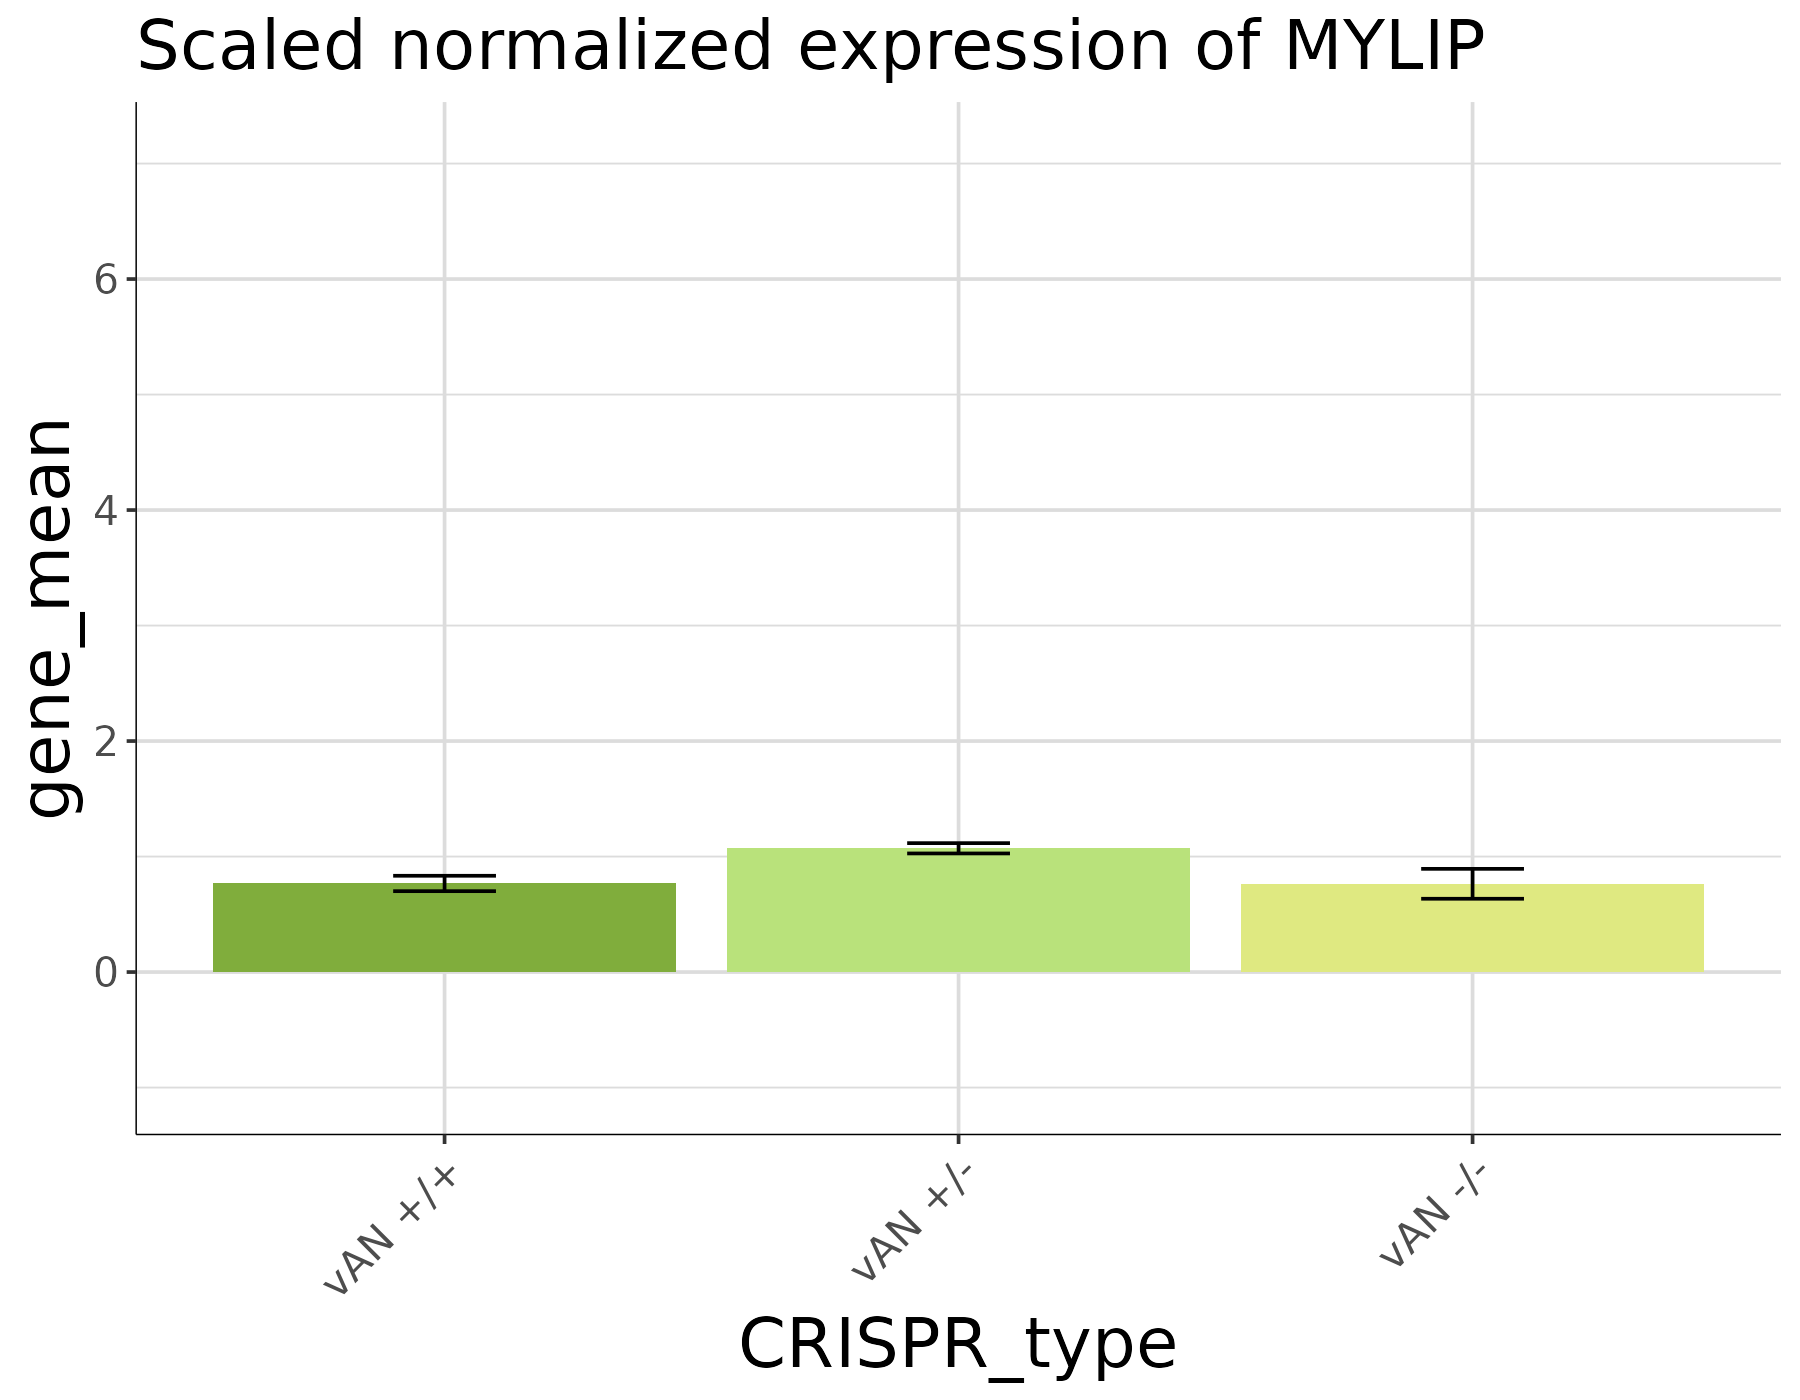 Scaled normalized expression of MYLIP
gene_mean
6
4
2
0
vAN +/+
vAN +/-
vAN -/-
CRISPR_type